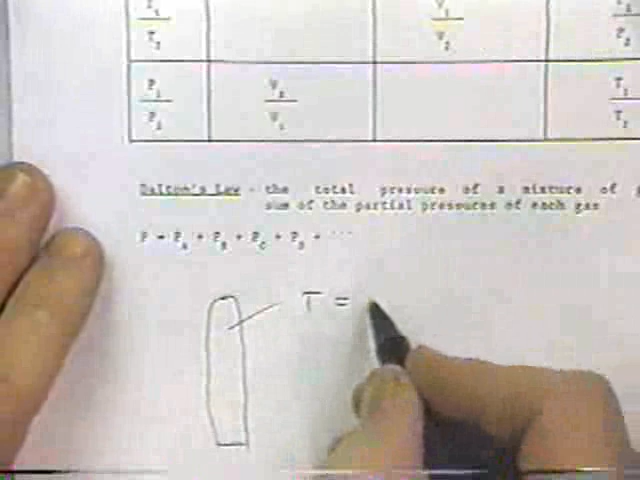 T₁ V₁
T₂ V₂ P₂
P₁ V₂ T₁
P₂ V₁ T₂
Dalton's Law - the total pressure of a mixture of
sum of the partial pressures of each gas
P = P_A + P_B + P_C + P_D + ...
T =